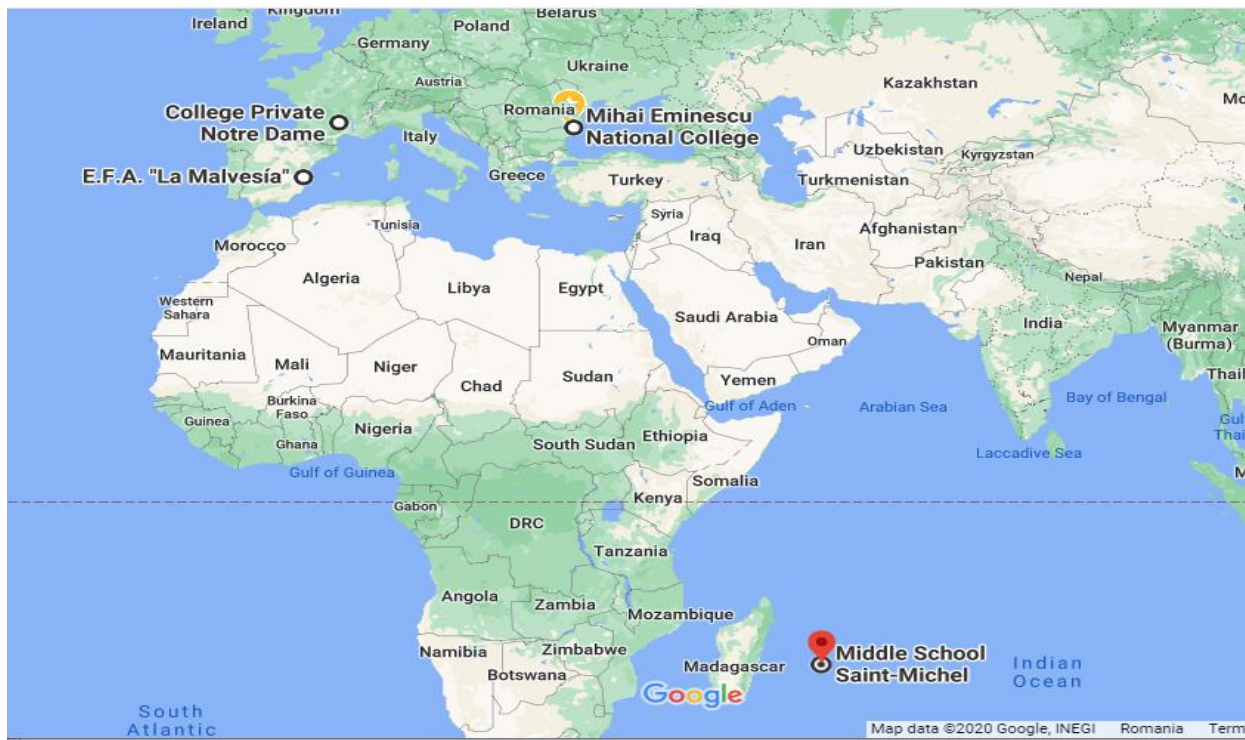 Kingdom
Ireland
Belarus
Poland
Germany
Ukraine
Austria
Kazakhstan
Romania
College Private
Notre Dame
Mihai Eminescu
National College
Italy
Uzbekistan
Kyrgyzstan
E.F.A. "La Malvesía"
Greece
Turkey
Turkmenistan
Syria
Tunisia
Afghanistan
Morocco
Iraq
Iran
Pakistan
Algeria
Libya
Egypt
Nepal
Western
Sahara
Saudi Arabia
India
Myanmar
(Burma)
Oman
Mauritania
Mali
Niger
Chad
Sudan
Yemen
Burkina
Faso
Gulf of Aden
Arabian Sea
Bay of Bengal
Guinea
Nigeria
Ghana
South Sudan
Ethiopia
Laccadive Sea
Gulf of Guinea
Somalia
Kenya
Gabon
DRC
Tanzania
Angola
Zambia
Mozambique
Namibia
Zimbabwe
Botswana
Madagascar
Middle School
Saint-Michel
Indian
Ocean
Google
South
Atlantic
Map data ©2020 Google, INEGI
Romania
Term